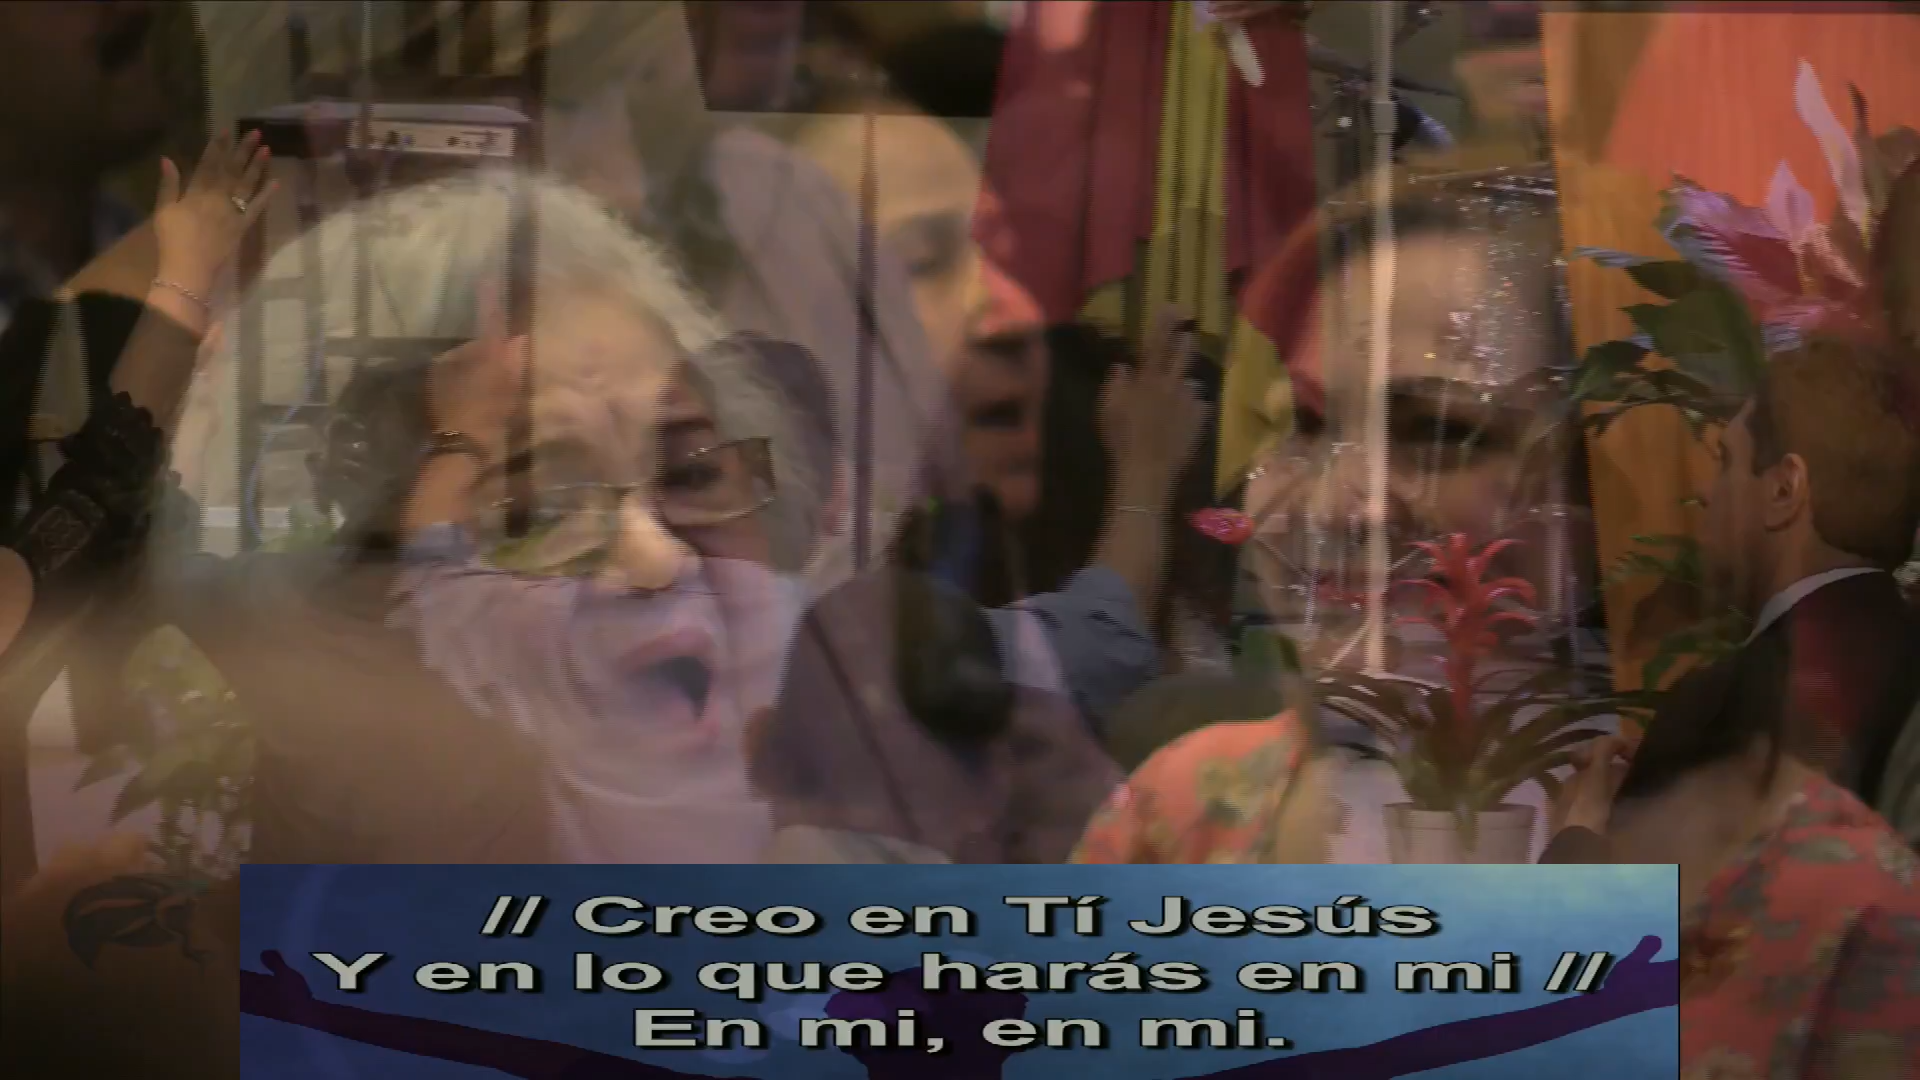 // Creo en Tí Jesús
Y en lo que harás en mi //
En mi, en mi.